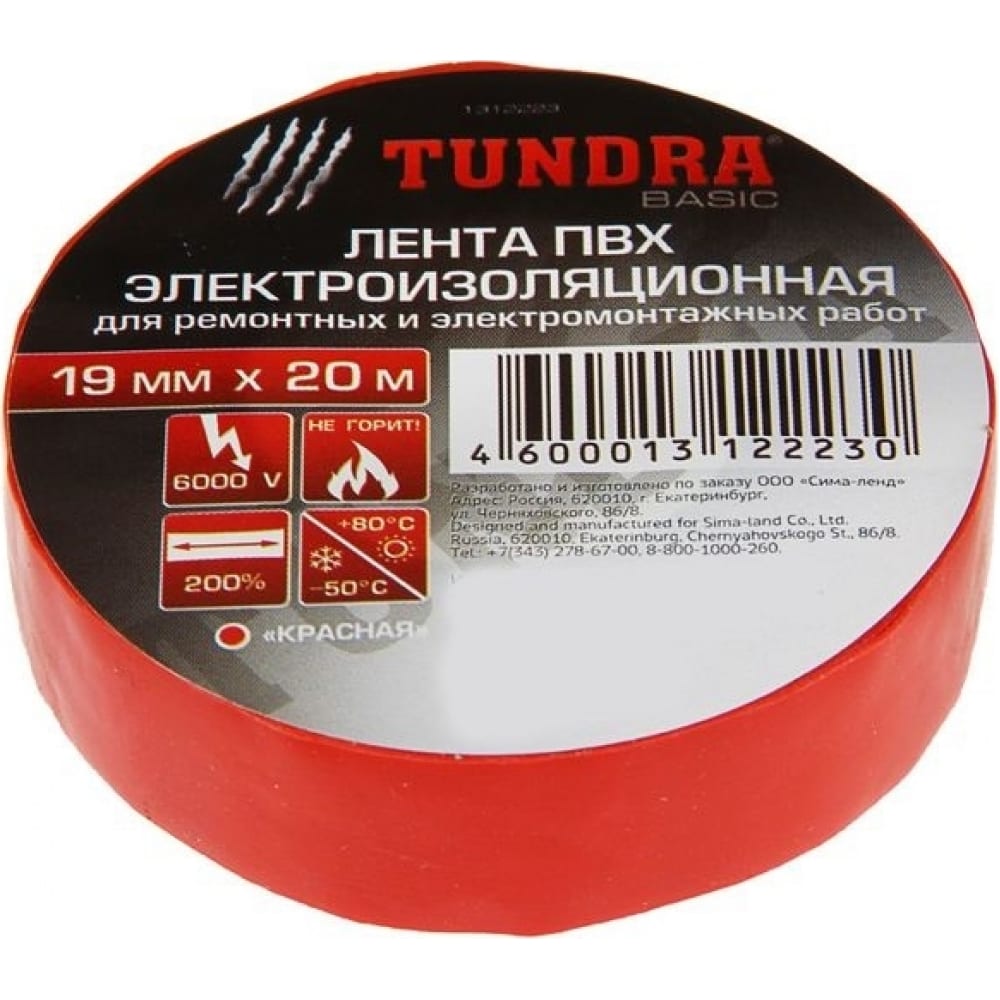 1312223
TUNDRA®
BASIC
ЛЕНТА ПВХ
ЭЛЕКТРОИЗОЛЯЦИОННАЯ
для ремонтных и электромонтажных работ
19 мм х 20 м
6000 V
НЕ ГОРИТ!
200%
+80°C
-50°C
«КРАСНАЯ»
4 600013 122230
Разработано и изготовлено по заказу ООО «Сима-ленд»
Адрес: Россия, 620010, г. Екатеринбург,
ул. Черняховского, 86/8.
Designed and manufactured for Sima-land Co., Ltd.
Russia, 620010, Ekaterinburg, Chernyahovskogo St., 86/8.
Tel.: +7(343) 278-67-00, 8-800-1000-260.